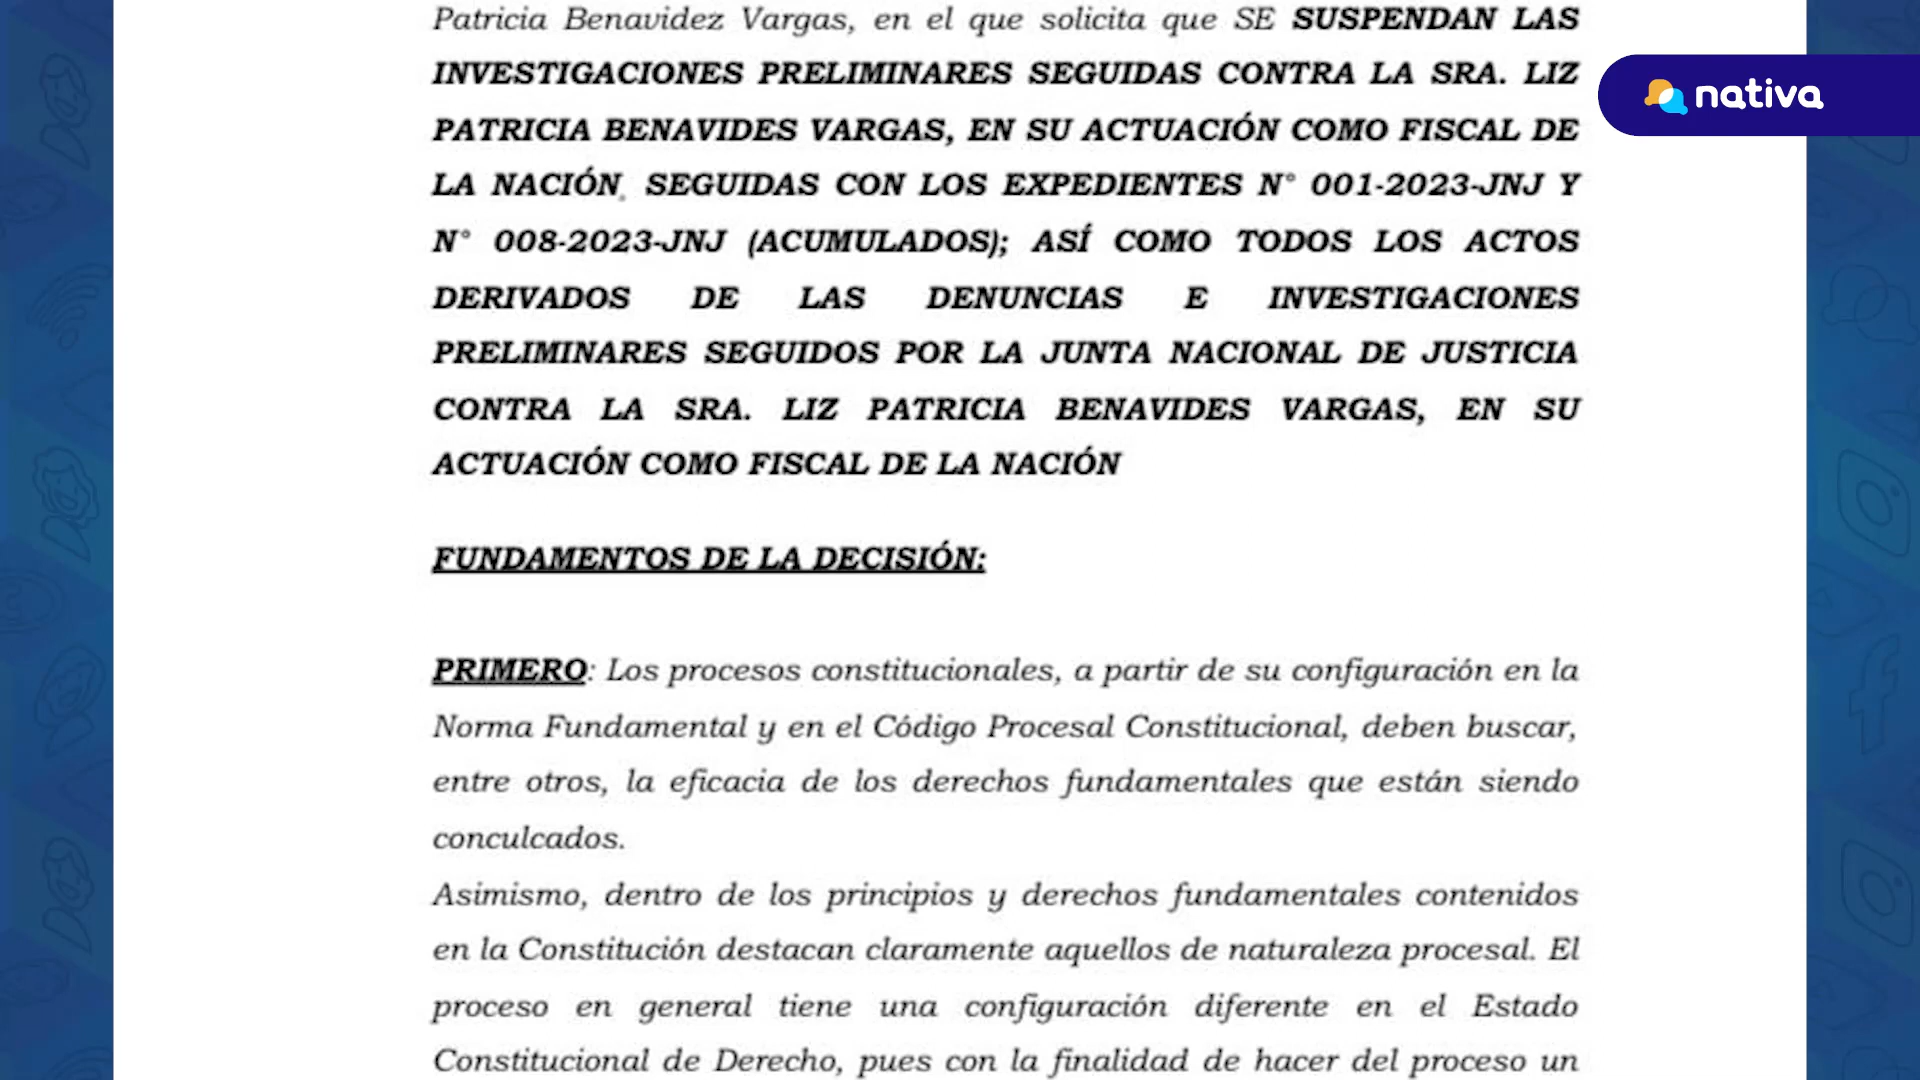 Patricia Benavidez Vargas, en el que solicita que SE SUSPENDAN LAS
INVESTIGACIONES PRELIMINARES SEGUIDAS CONTRA LA SRA. LIZ
PATRICIA BENAVIDES VARGAS, EN SU ACTUACIÓN COMO FISCAL DE
LA NACIÓN, SEGUIDAS CON LOS EXPEDIENTES N° 001-2023-JNJ Y
N° 008-2023-JNJ (ACUMULADOS); ASÍ COMO TODOS LOS ACTOS
DERIVADOS DE LAS DENUNCIAS E INVESTIGACIONES
PRELIMINARES SEGUIDOS POR LA JUNTA NACIONAL DE JUSTICIA
CONTRA LA SRA. LIZ PATRICIA BENAVIDES VARGAS, EN SU
ACTUACIÓN COMO FISCAL DE LA NACIÓN
FUNDAMENTOS DE LA DECISIÓN:
PRIMERO: Los procesos constitucionales, a partir de su configuración en la
Norma Fundamental y en el Código Procesal Constitucional, deben buscar,
entre otros, la eficacia de los derechos fundamentales que están siendo
conculcados.
Asimismo, dentro de los principios y derechos fundamentales contenidos
en la Constitución destacan claramente aquellos de naturaleza procesal. El
proceso en general tiene una configuración diferente en el Estado
Constitucional de Derecho, pues con la finalidad de hacer del proceso un
nativa